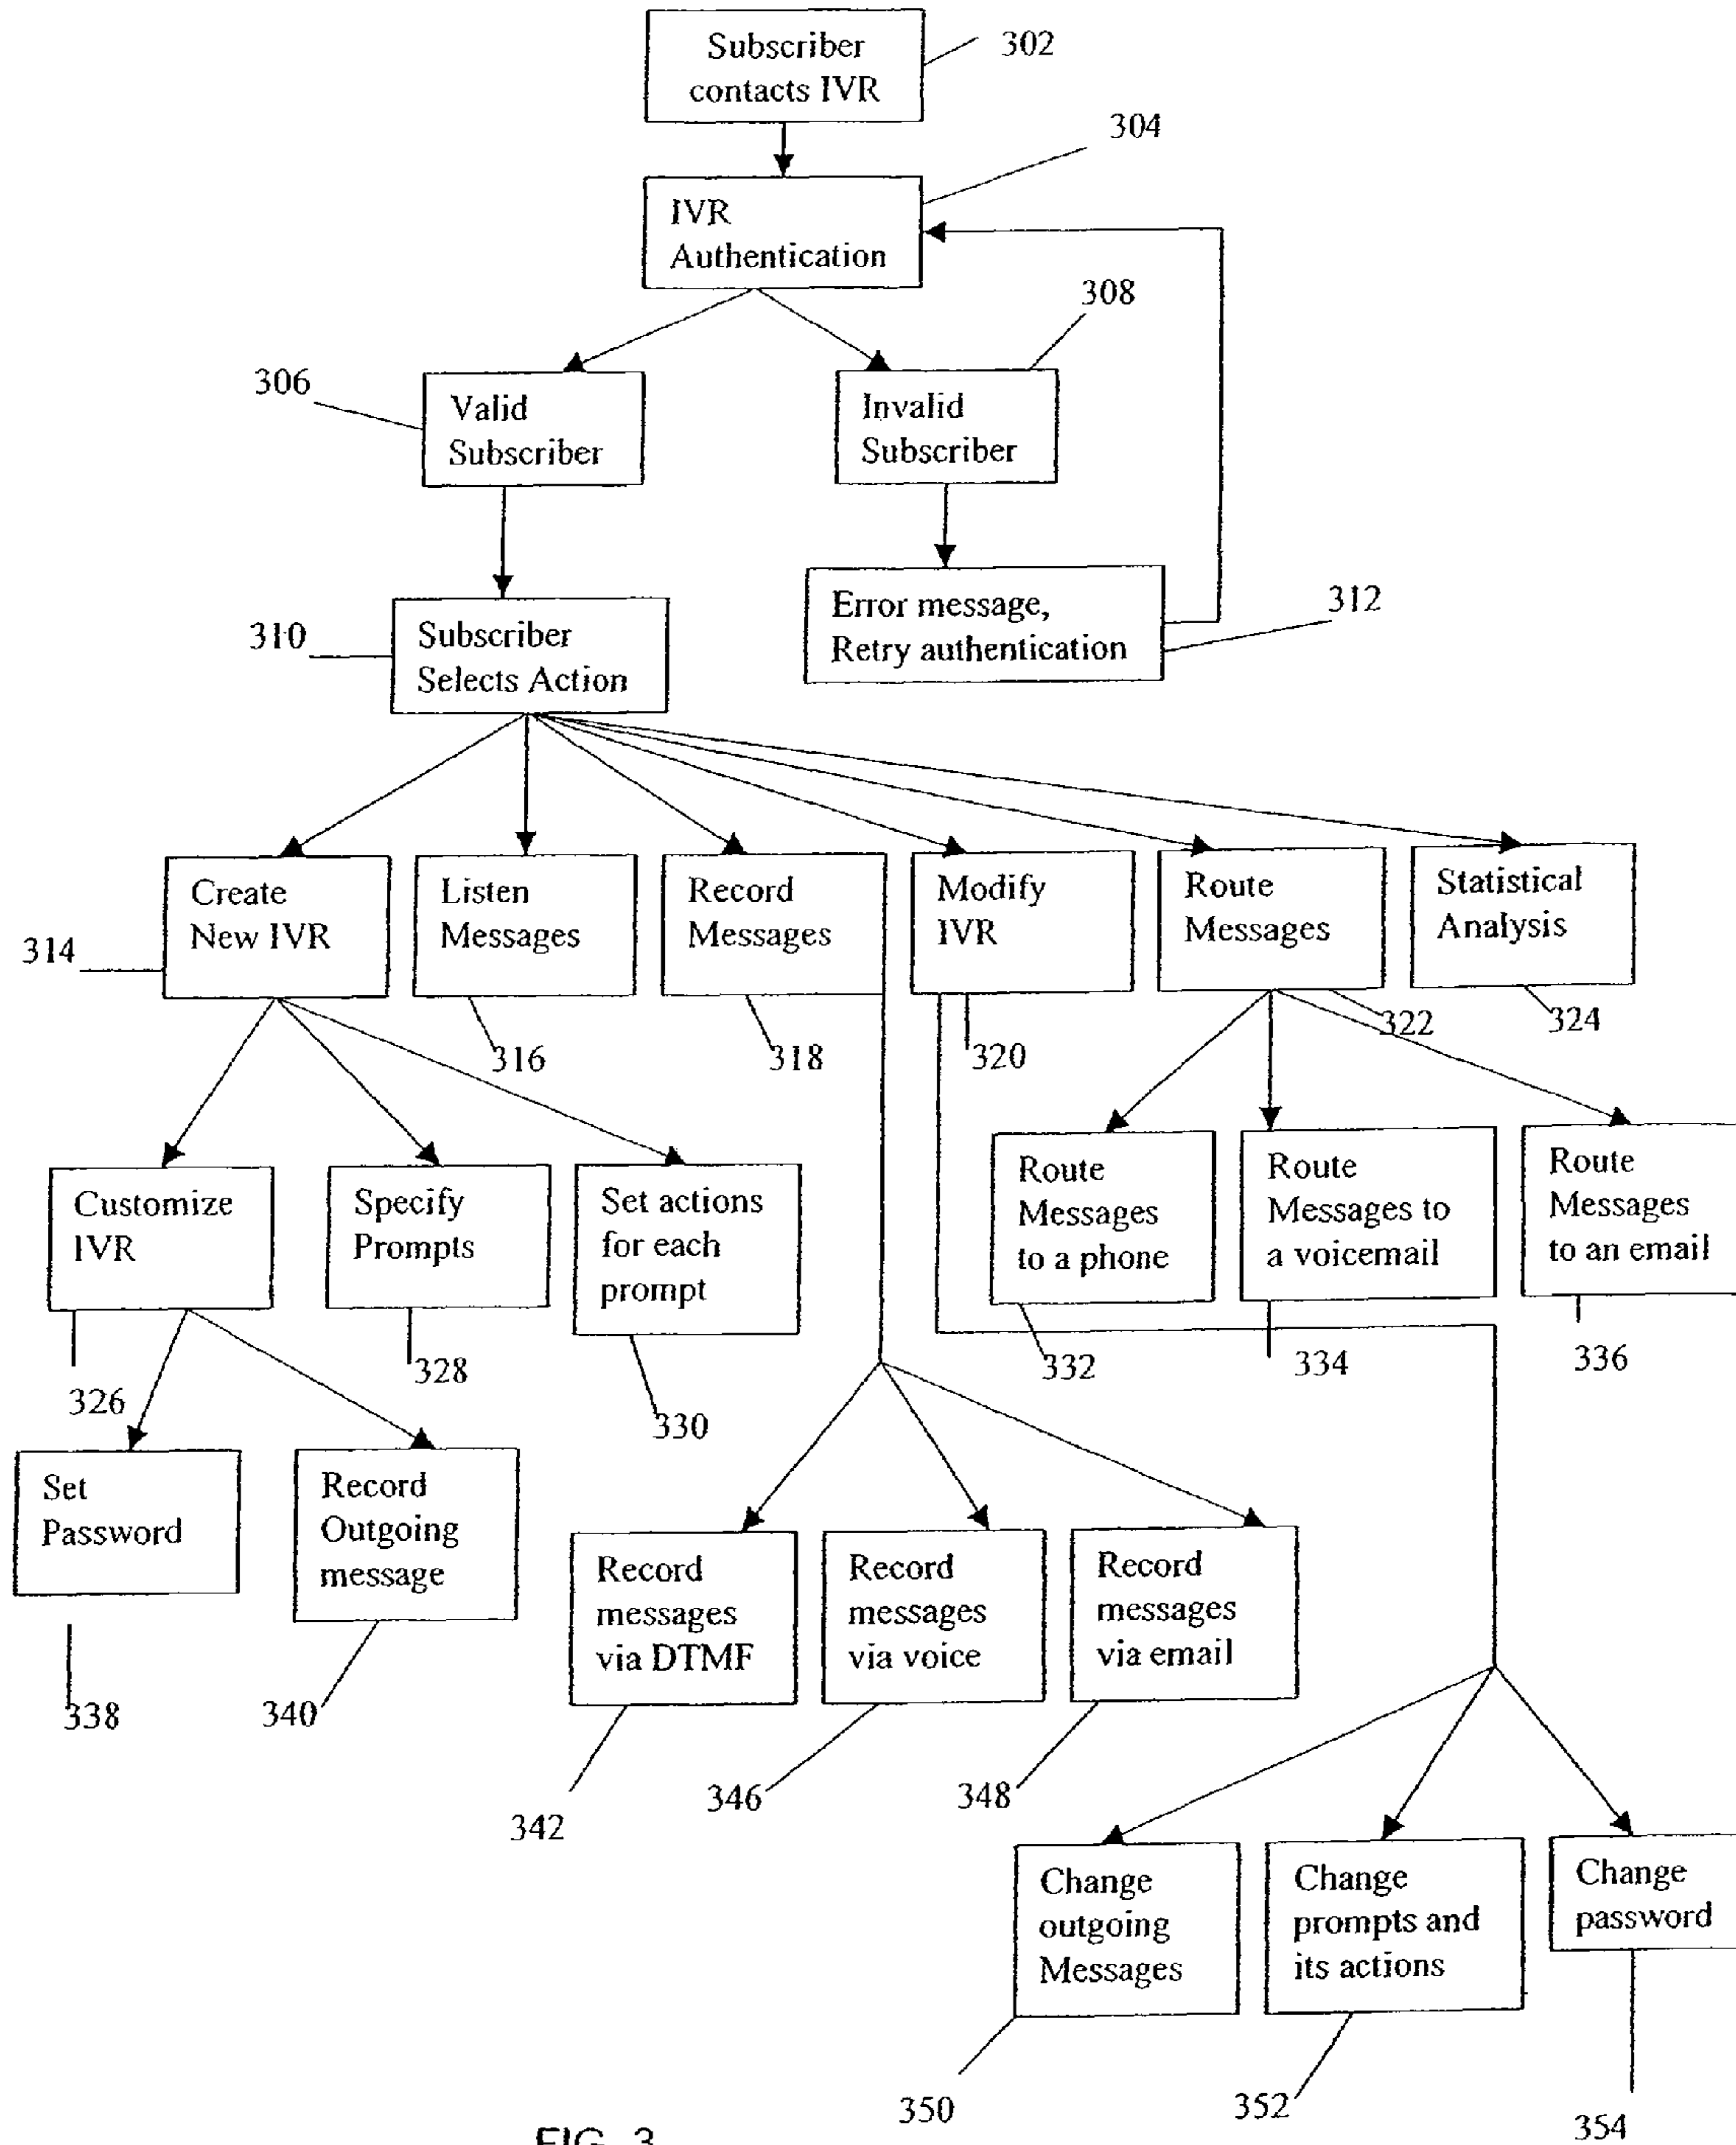 Subscriber
contacts IVR
302
304
IVR
Authentication
308
306
Valid
Subscriber
Invalid
Subscriber
310
Subscriber
Selects Action
Error message,
Retry authentication
312
314
Create
New IVR
Listen
Messages
Record
Messages
Modify
IVR
Route
Messages
Statistical
Analysis
316
318
320
322
324
Customize
IVR
Specify
Prompts
Set actions
for each
prompt
Route
Messages
to a phone
Route
Messages to
a voicemail
Route
Messages
to an email
326
328
330
332
334
336
Set
Password
Record
Outgoing
message
Record
messages
via DTMF
Record
messages
via voice
Record
messages
via email
338
340
342
346
348
Change
outgoing
Messages
Change
prompts and
its actions
Change
password
350
352
354
FIG. 3